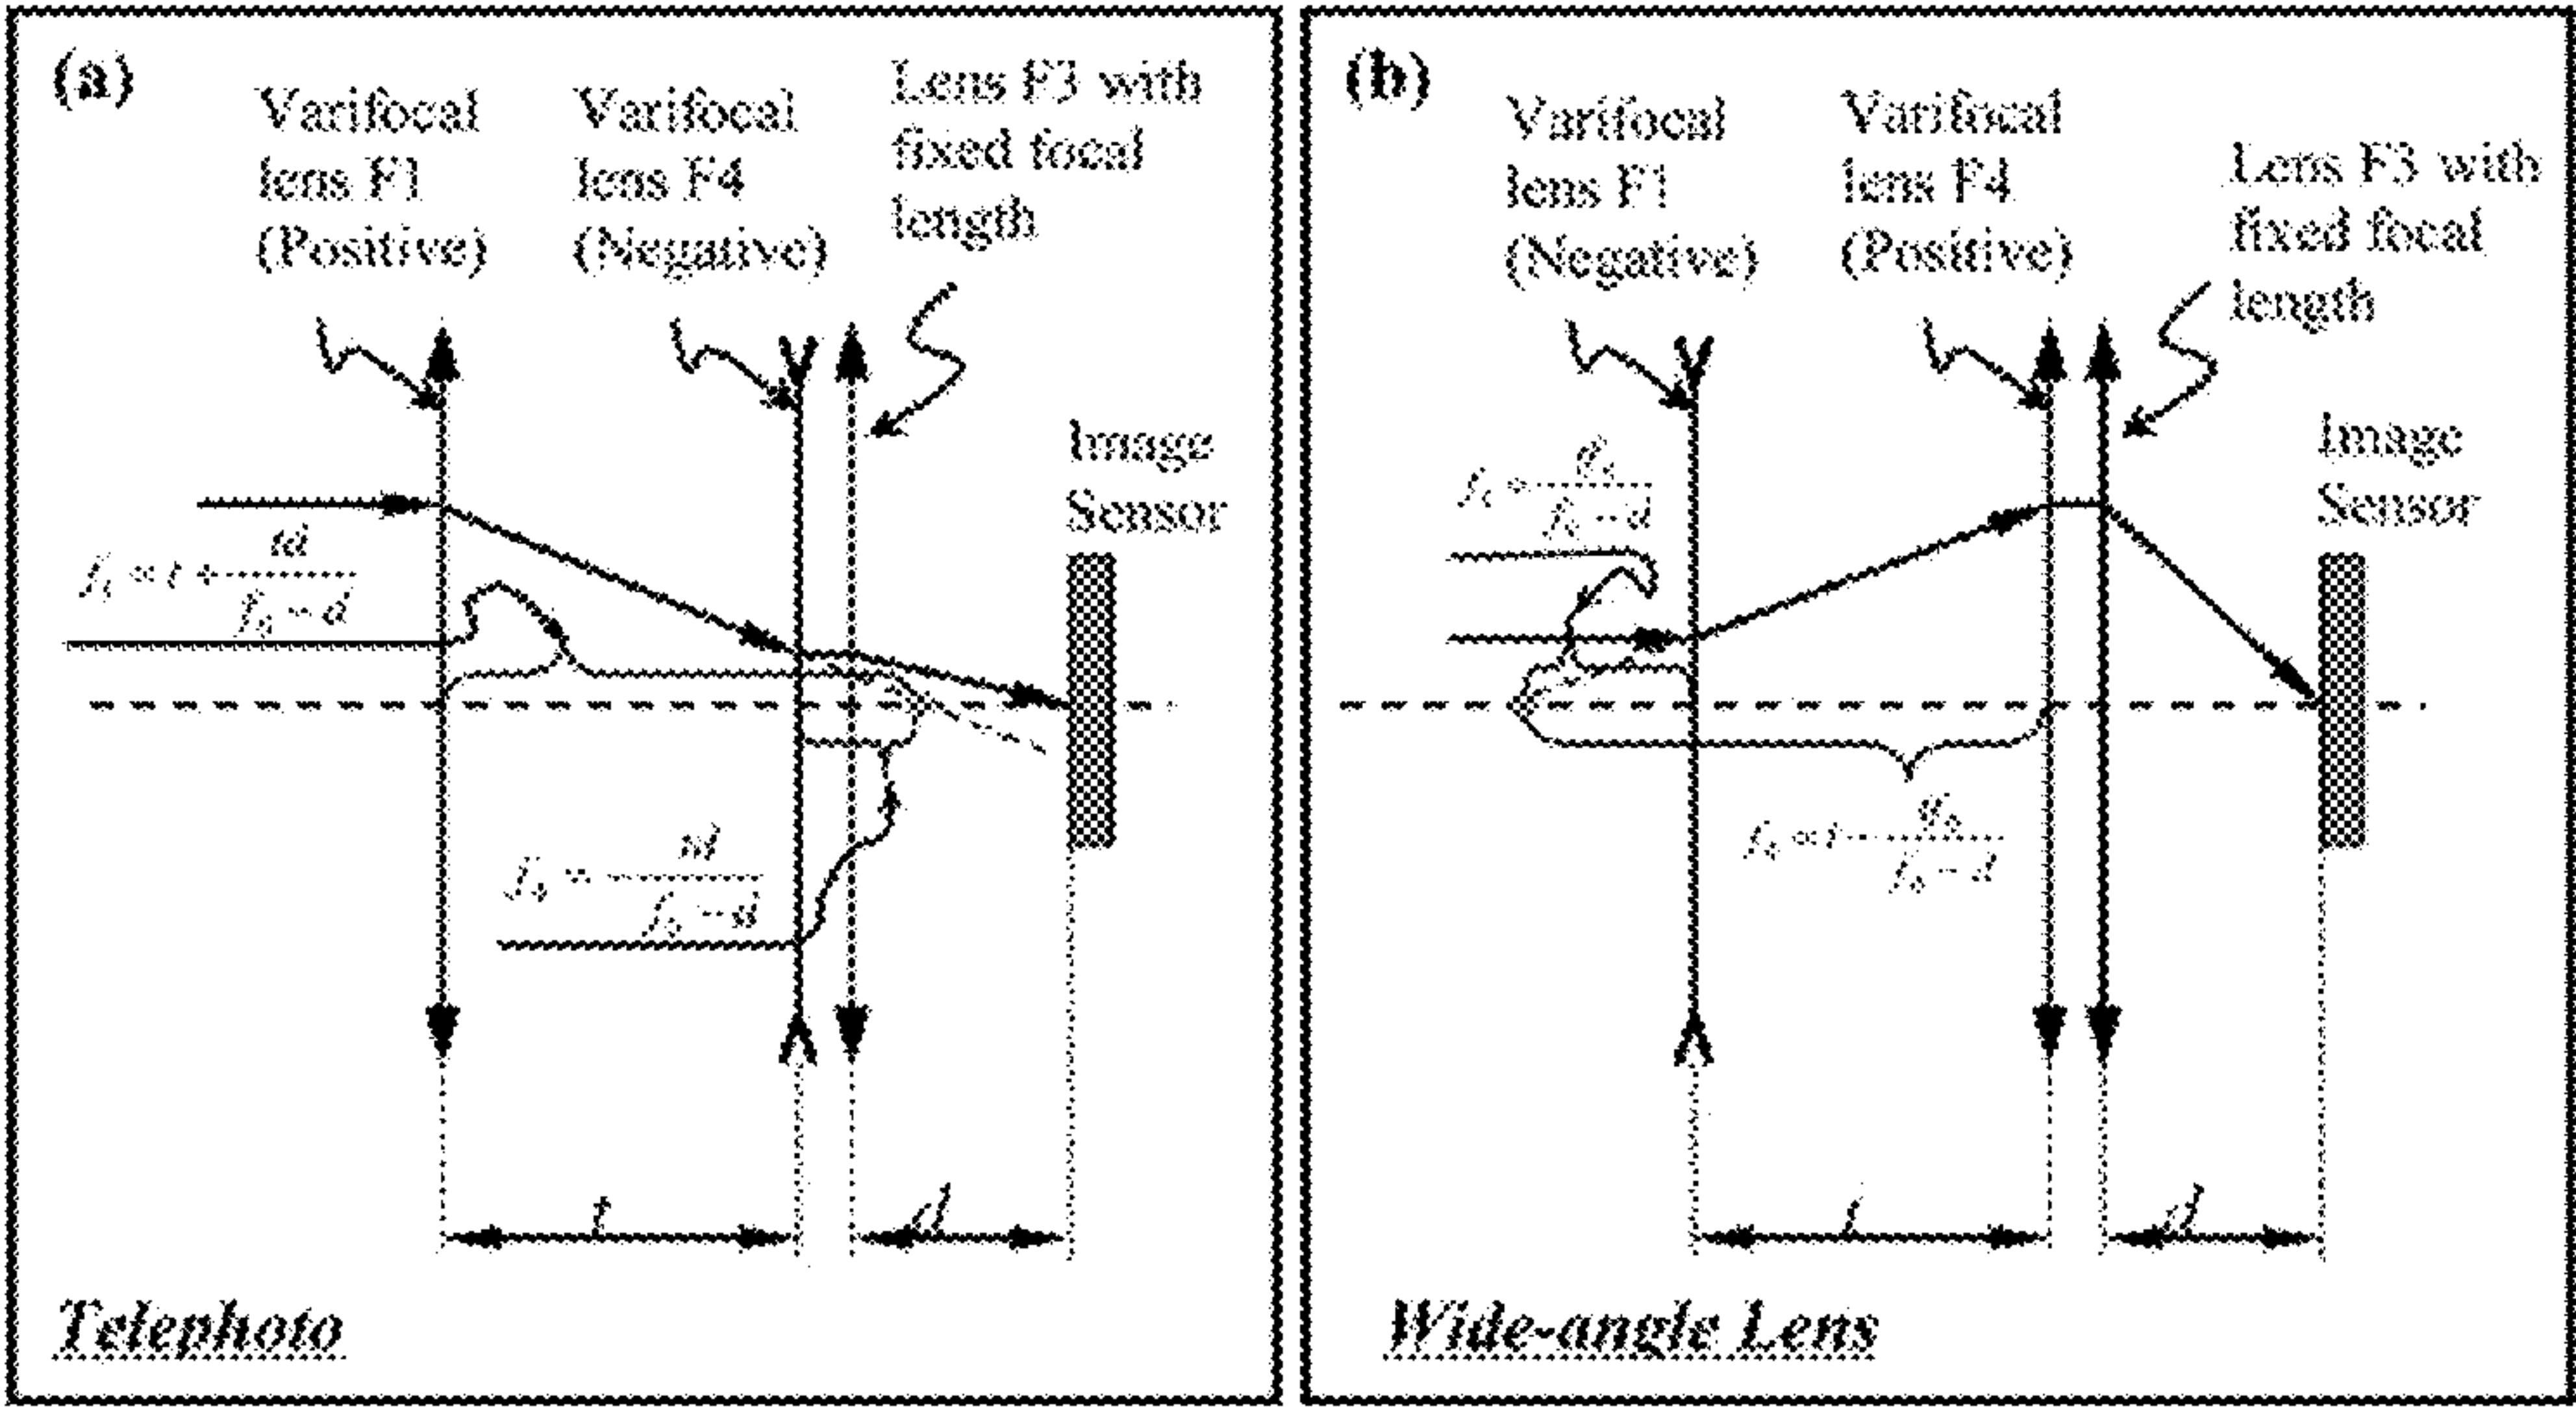 (a)
Varifocal
lens F1
(Positive)
Varifocal
lens F4
(Negative)
Lens F3 with
fixed focal
length
Image
Sensor
t
d
Telephoto
(b)
Varifocal
lens F1
(Negative)
Varifocal
lens F4
(Positive)
Lens F3 with
fixed focal
length
Image
Sensor
d
Wide-angle Lens